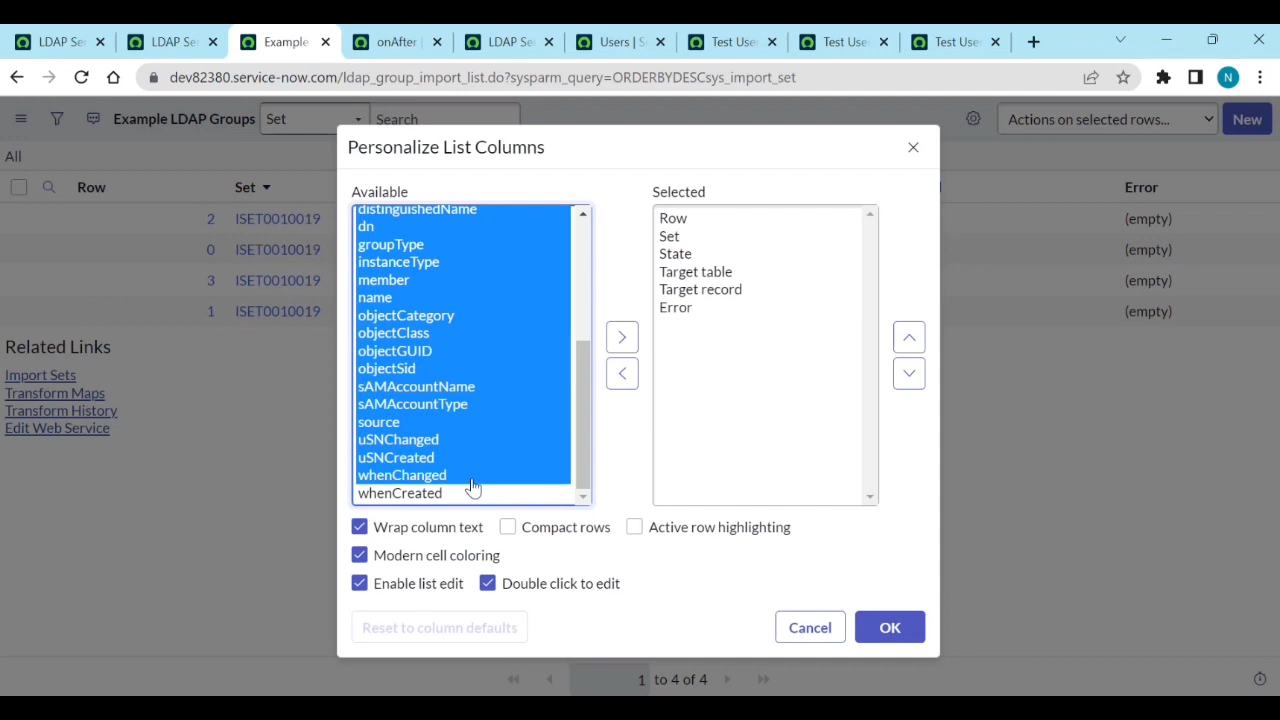 LDAP Se
LDAP Se
Example
onAfter |
LDAP Se
Users | S
Test Use
Test Use
Test Use
dev82380.service-now.com/ldap_group_import_list.do?sysparm_query=ORDERBYDESCsys_import_set
N
Example LDAP Groups
Set
Search
Actions on selected rows...
New
All
Row
Set
Error
2 ISET0010019 (empty)
0 ISET0010019 (empty)
3 ISET0010019 (empty)
1 ISET0010019 (empty)
Related Links
Import Sets
Transform Maps
Transform History
Edit Web Service
Personalize List Columns
Available
distinguishedName
dn
groupType
instanceType
member
name
objectCategory
objectClass
objectGUID
objectSid
sAMAccountName
sAMAccountType
source
uSNChanged
uSNCreated
whenChanged
whenCreated
Selected
Row
Set
State
Target table
Target record
Error
Wrap column text
Compact rows
Active row highlighting
Modern cell coloring
Enable list edit
Double click to edit
Reset to column defaults
Cancel
OK
1 to 4 of 4